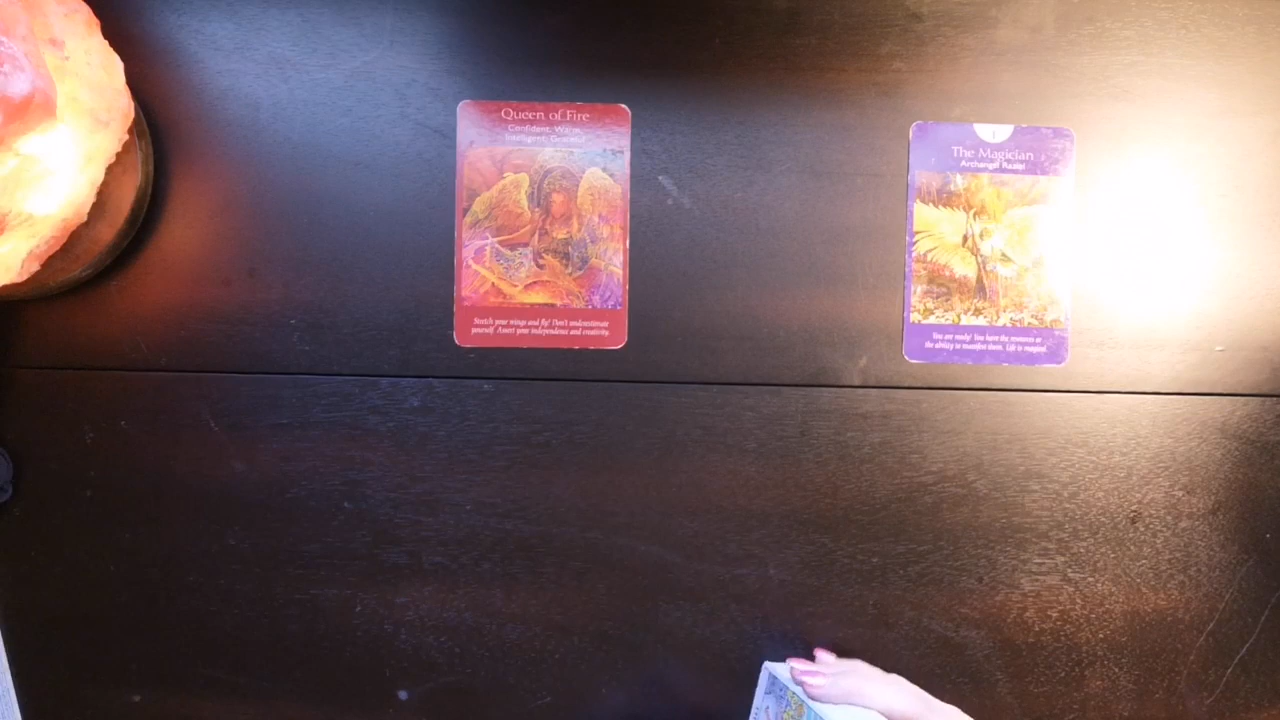 Queen of Fire
Confident, Warm,
Intelligent, Graceful
Stretch your wings and fly! Don't underestimate
yourself. Assert your independence and creativity.
1
The Magician
Archangel Raziel
You are ready! You have the resources or
the ability to manifest them. Life is magical.